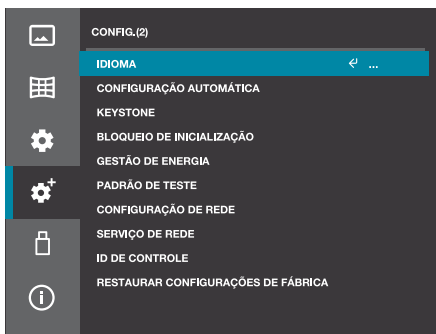 CONFIG.(2)
IDIOMA ...
CONFIGURAÇÃO AUTOMÁTICA
KEYSTONE
BLOQUEIO DE INICIALIZAÇÃO
GESTÃO DE ENERGIA
PADRÃO DE TESTE
CONFIGURAÇÃO DE REDE
SERVIÇO DE REDE
ID DE CONTROLE
RESTAURAR CONFIGURAÇÕES DE FÁBRICA